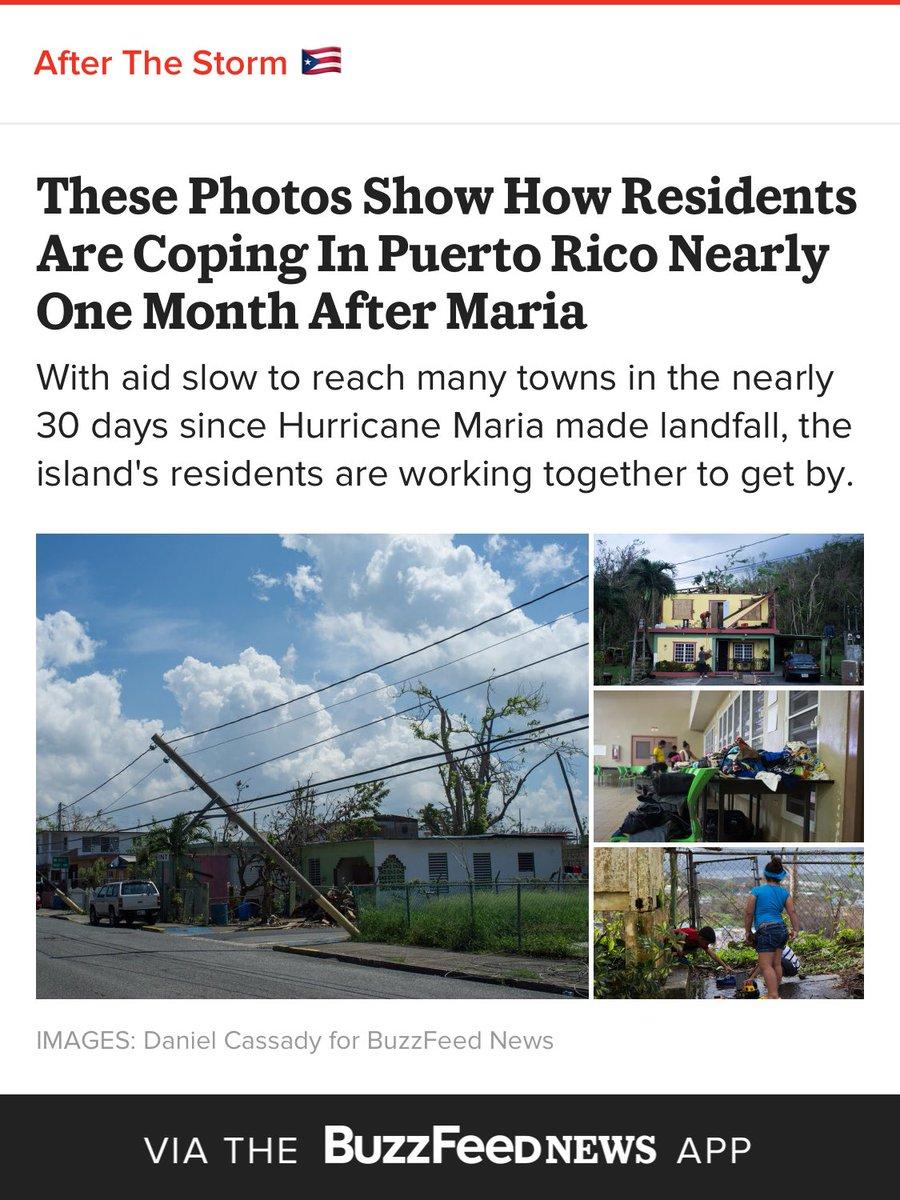 After The Storm 🇵🇷
These Photos Show How Residents
Are Coping In Puerto Rico Nearly
One Month After Maria
With aid slow to reach many towns in the nearly
30 days since Hurricane Maria made landfall, the
island's residents are working together to get by.
IMAGES: Daniel Cassady for BuzzFeed News
VIA THE BuzzFeedNEWS APP